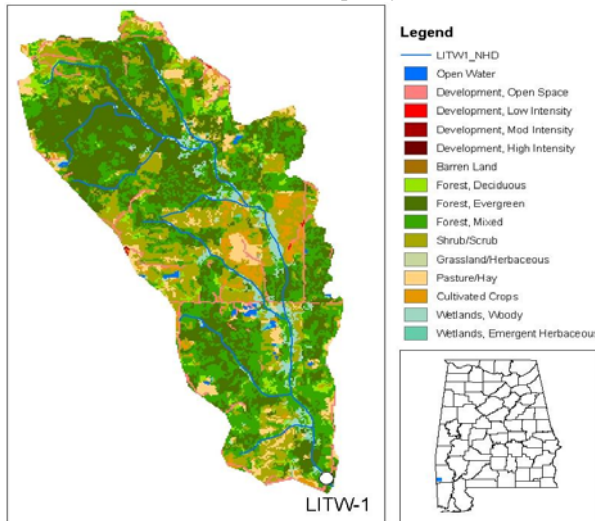 LITW-1
Legend
LITW1_NHD
Open Water
Development, Open Space
Development, Low Intensity
Development, Mod Intensity
Development, High Intensity
Barren Land
Forest, Deciduous
Forest, Evergreen
Forest, Mixed
Shrub/Scrub
Grassland/Herbaceous
Pasture/Hay
Cultivated Crops
Wetlands, Woody
Wetlands, Emergent Herbaceous